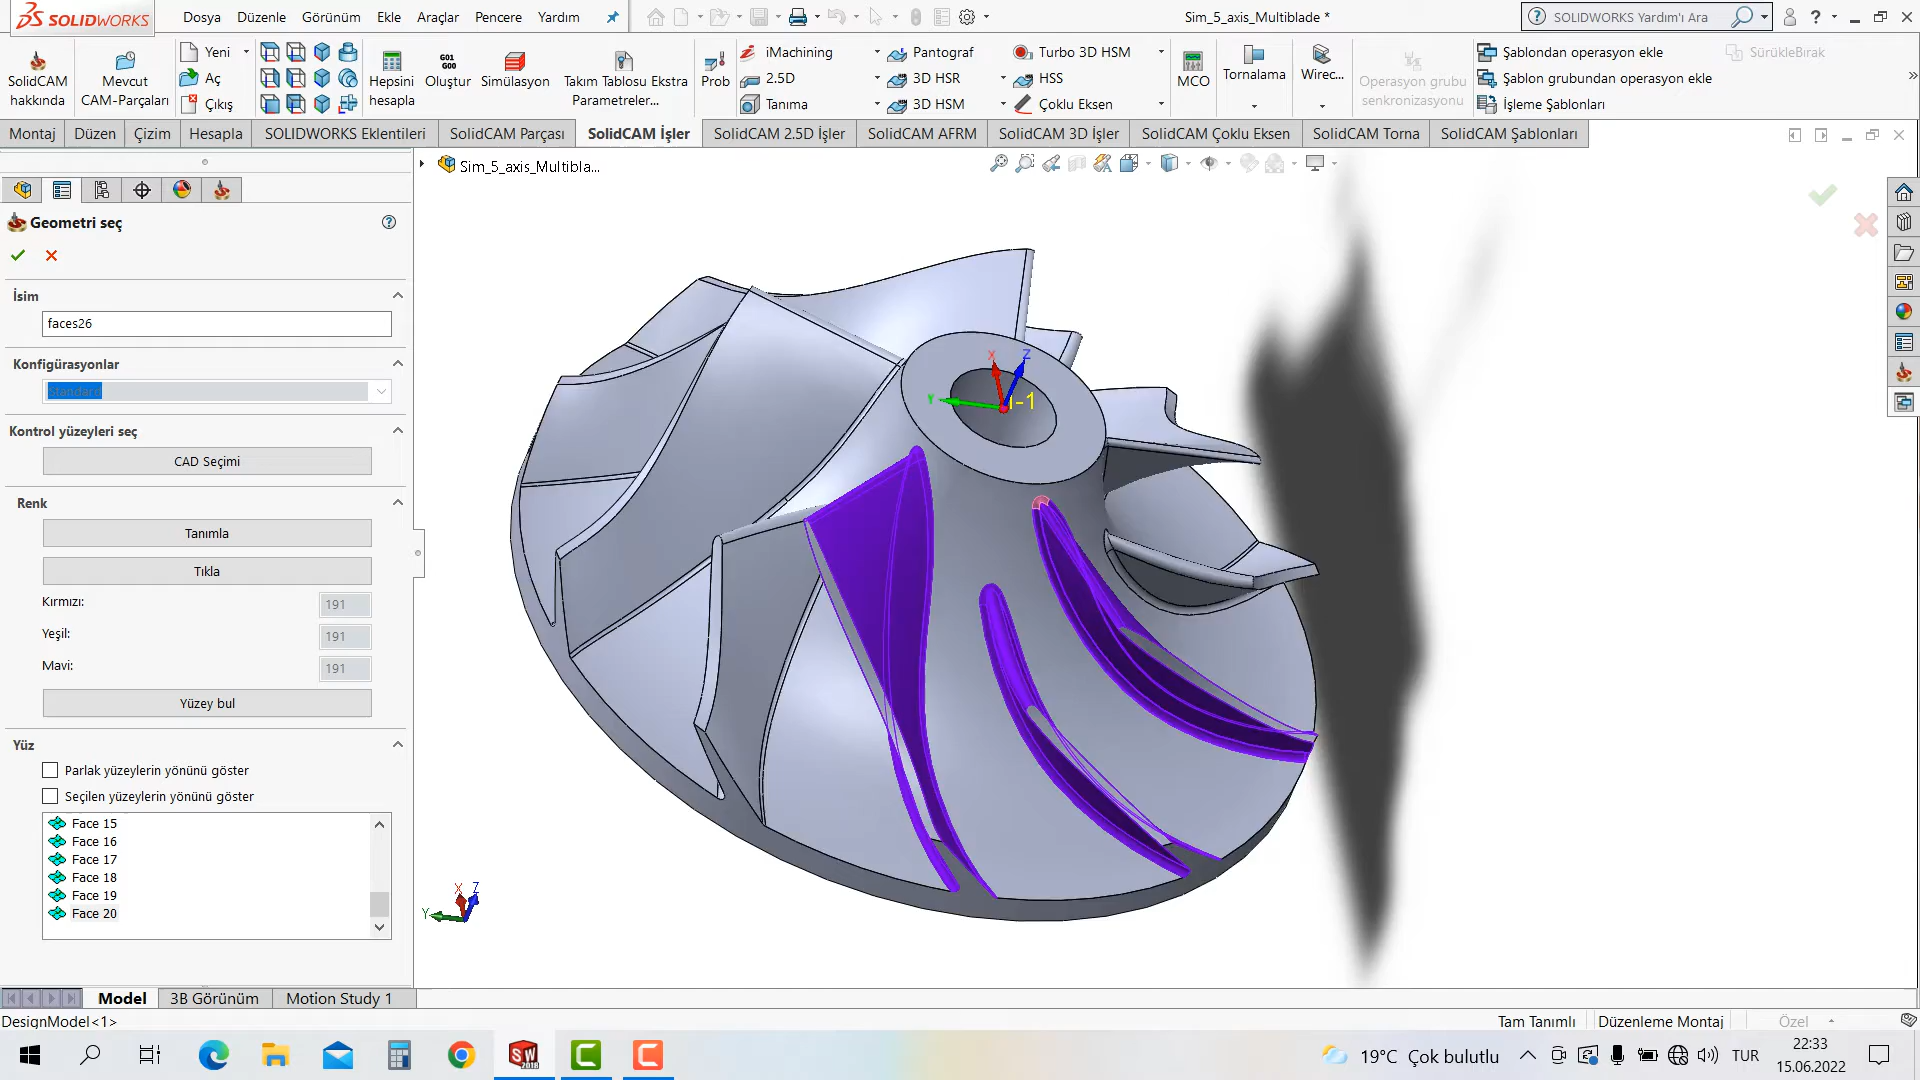 SOLIDWORKS
Dosya Düzenle Görünüm Ekle Araçlar Pencere Yardım
Sim_5_axis_Multiblade *
SOLIDWORKS Yardım'ı Ara
SolidCAM hakkında
Mevcut CAM-Parçaları
Yeni
Aç
Çıkış
Hepsini hesapla
G01
G00
Oluştur
Simülasyon
Takım Tablosu Ekstra Parametreler...
Prob
iMachining
2.5D
Tanıma
Pantograf
3D HSR
3D HSM
Turbo 3D HSM
HSS
Çoklu Eksen
MCO
Tornalama
Wirec...
Operasyon grubu senkronizasyonu
Şablondan operasyon ekle
Şablon grubundan operasyon ekle
İşleme Şablonları
SürükleBırak
Montaj Düzen Çizim Hesapla SOLIDWORKS Eklentileri SolidCAM Parçası SolidCAM İşler SolidCAM 2.5D İşler SolidCAM AFRM SolidCAM 3D İşler SolidCAM Çoklu Eksen SolidCAM Torna SolidCAM Şablonları
Sim_5_axis_Multibla...
Geometri seç
İsim
faces26
Konfigürasyonlar
Standard
Kontrol yüzeyleri seç
CAD Seçimi
Renk
Tanımla
Tıkla
Kırmızı: 191
Yeşil: 191
Mavi: 191
Yüzey bul
Yüz
Parlak yüzeylerin yönünü göster
Seçilen yüzeylerin yönünü göster
Face 15
Face 16
Face 17
Face 18
Face 19
Face 20
X Z
Y
1-1
X Z
Y
Model 3B Görünüm Motion Study 1
DesignModel<1>
Tam Tanımlı Düzenleme Montaj Özel
SW
2018
C
C
19°C Çok bulutlu
TUR
22:33
15.06.2022